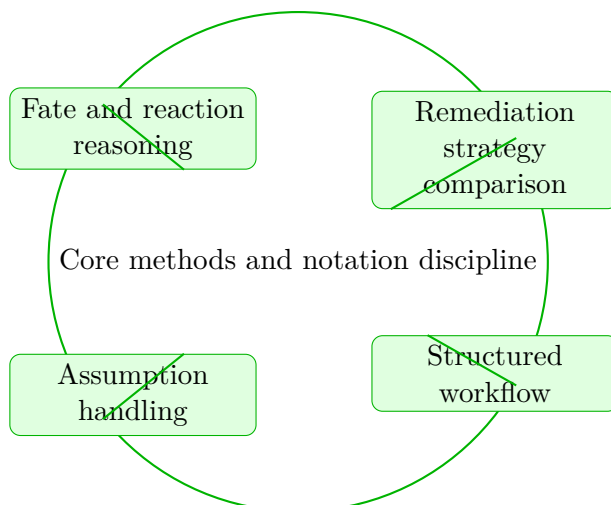 Fate and reaction
reasoning
Remediation
strategy
comparison
Core methods and notation discipline
Assumption
handling
Structured
workflow